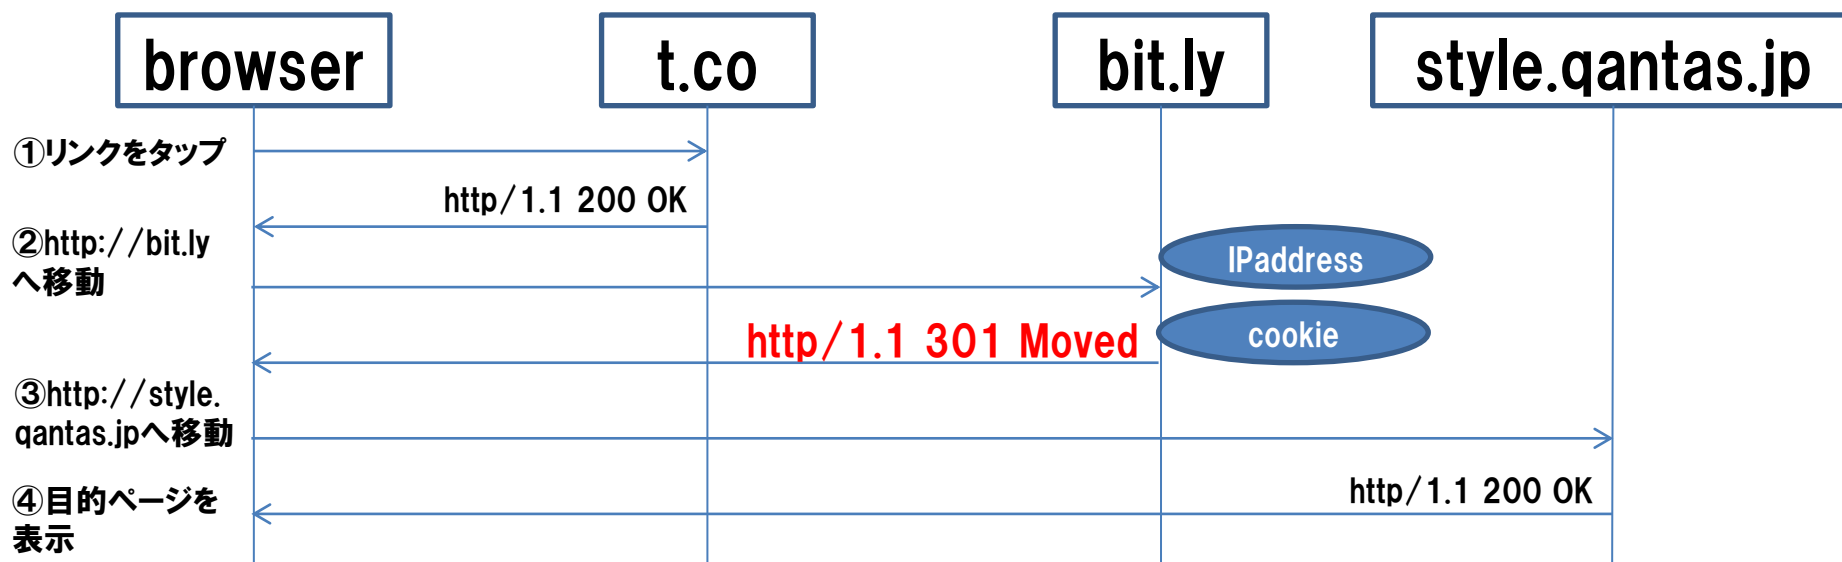 browser
t.co
bit.ly
style.qantas.jp
①リンクをタップ
http/1.1 200 OK
②http://bit.ly
へ移動
IPaddress
http/1.1 301 Moved
cookie
③http://style.
qantas.jpへ移動
http/1.1 200 OK
④目的ページを
表示